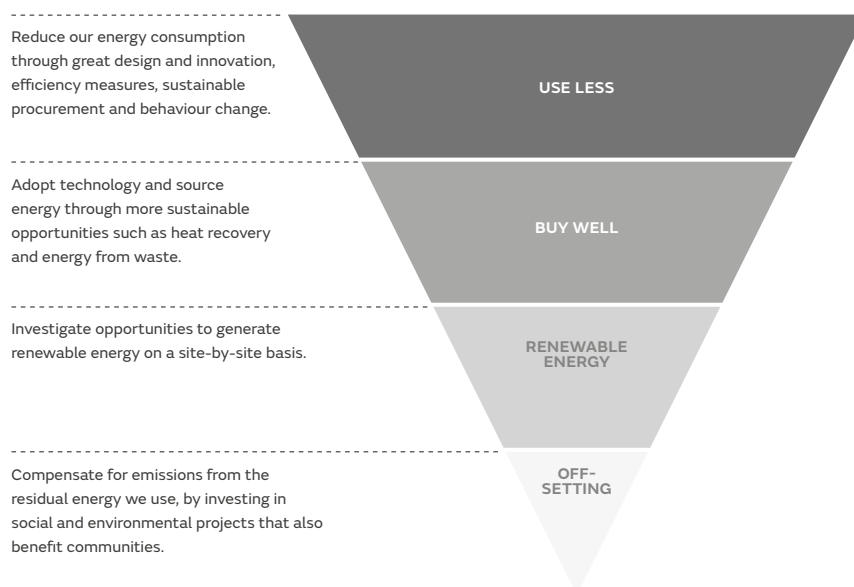 Reduce our energy consumption
through great design and innovation,
efficiency measures, sustainable
procurement and behaviour change.
USE LESS
Adopt technology and source
energy through more sustainable
opportunities such as heat recovery
and energy from waste.
BUY WELL
Investigate opportunities to generate
renewable energy on a site-by-site basis.
RENEWABLE
ENERGY
Compensate for emissions from the
residual energy we use, by investing in
social and environmental projects that also
benefit communities.
OFF-
SETTING